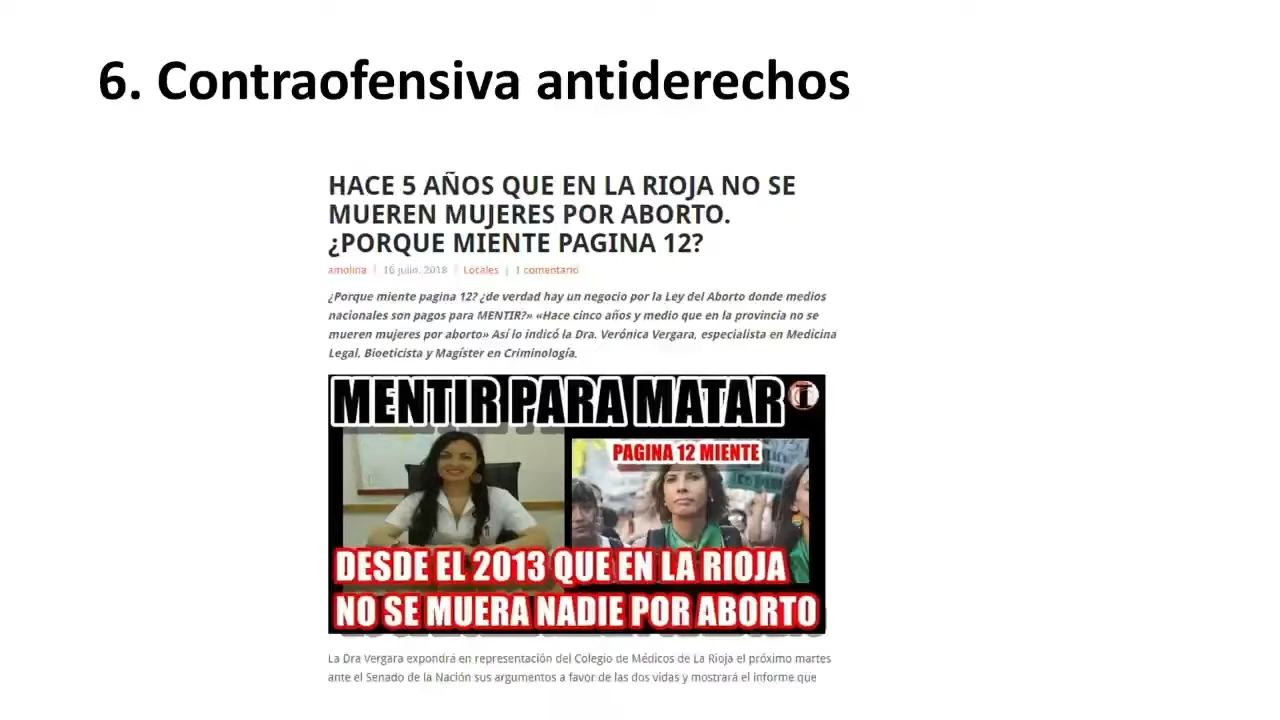 6. Contraofensiva antiderechos
HACE 5 AÑOS QUE EN LA RIOJA NO SE
MUEREN MUJERES POR ABORTO.
¿PORQUE MIENTE PAGINA 12?
amolina | 16 julio, 2018 | Locales | 1 comentario
¿Porque miente pagina 12? ¿de verdad hay un negocio por la Ley del Aborto donde medios
nacionales son pagos para MENTIR?» «Hace cinco años y medio que en la provincia no se
mueren mujeres por aborto» Así lo indicó la Dra. Verónica Vergara, especialista en Medicina
Legal, Bioeticista y Magíster en Criminología.
MENTIR PARA MATAR
PAGINA 12 MIENTE
DESDE EL 2013 QUE EN LA RIOJA
NO SE MUERA NADIE POR ABORTO
La Dra Vergara expondrá en representación del Colegio de Médicos de La Rioja el próximo martes
ante el Senado de la Nación sus argumentos a favor de las dos vidas y mostrará el informe que